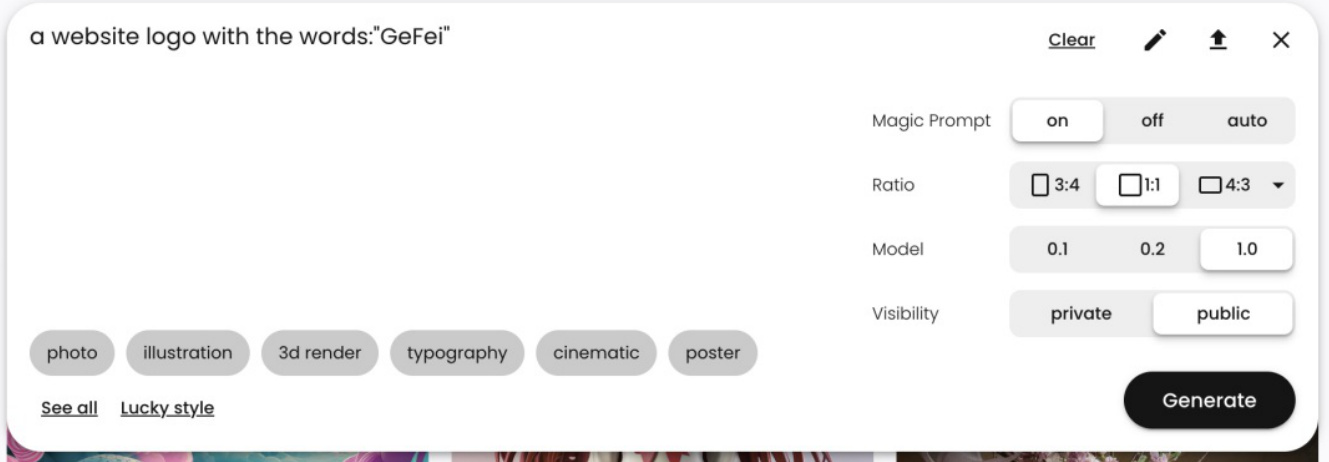 a website logo with the words:"GeFei"
Clear
Magic Prompt on off auto
Ratio 3:4 1:1 4:3
Model 0.1 0.2 1.0
Visibility private public
photo illustration 3d render typography cinematic poster
See all Lucky style
Generate